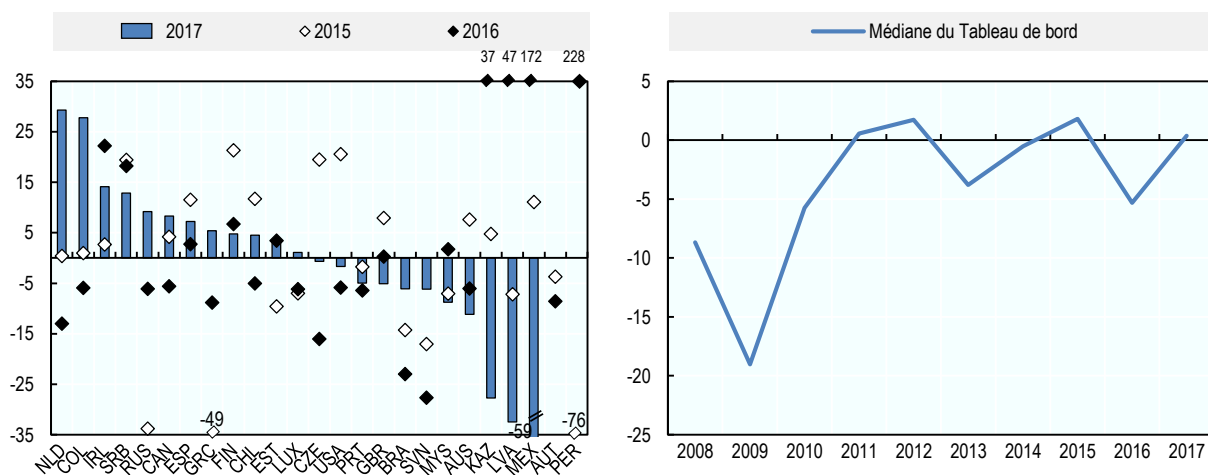 2017 2015 2016
37 47 172 228
35
25
15
5
-5
-15
-25
-35
-49 -59 -76
NLD COL IRL SRB RUS CAN ESP GRC FIN CHL EST LUX CZE USA PRT GBR BRA SVN MYS AUS KAZ LVA MEX AUT PER
Médiane du Tableau de bord
5
0
-5
-10
-15
-20
-25
2008 2009 2010 2011 2012 2013 2014 2015 2016 2017